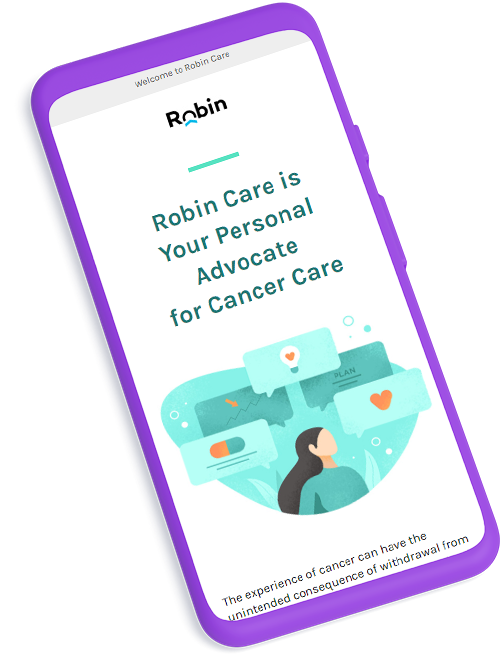 Welcome to Robin Care
Robin
Robin Care is
Your Personal
Advocate
for Cancer Care
PLAN
The experience of cancer can have the
unintended consequence of withdrawal from